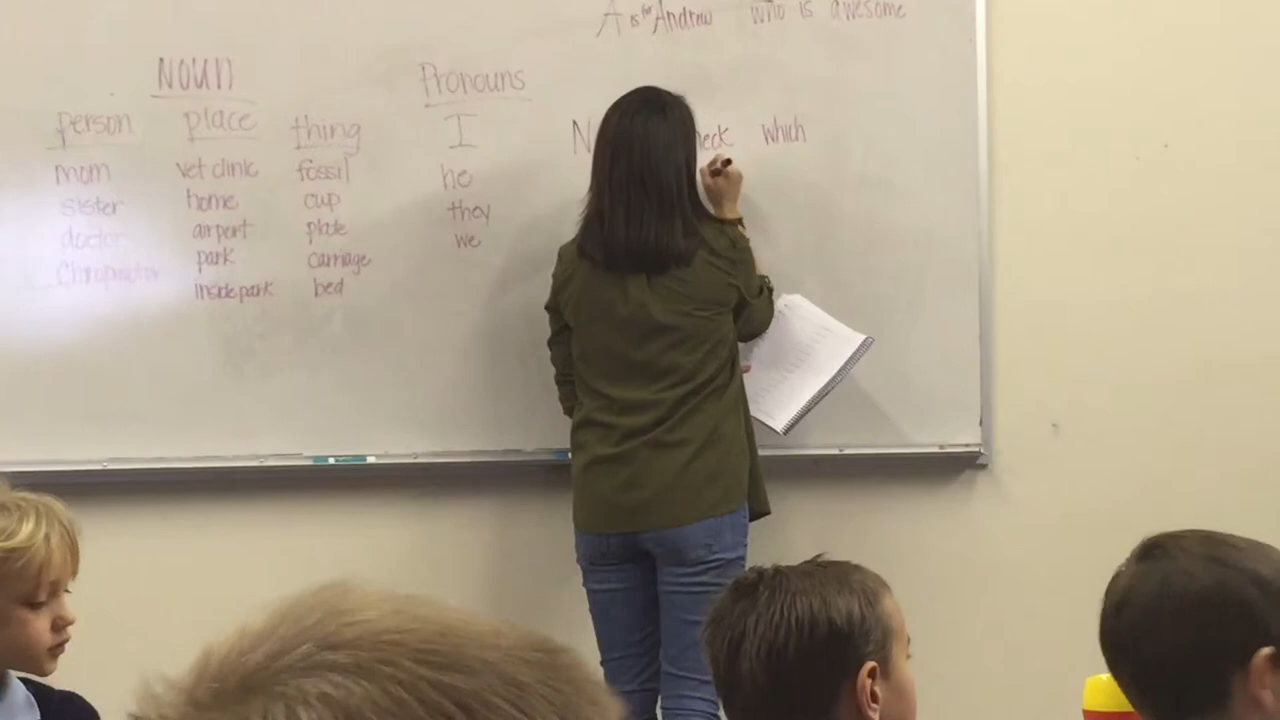 A is for Andrew who is awesome
NOUN
person place thing
mom vet clinic fossil
sister home cup
doctor airport plate
Chiropractor park carriage
inside park bed
Pronouns
I
he
they
we
which